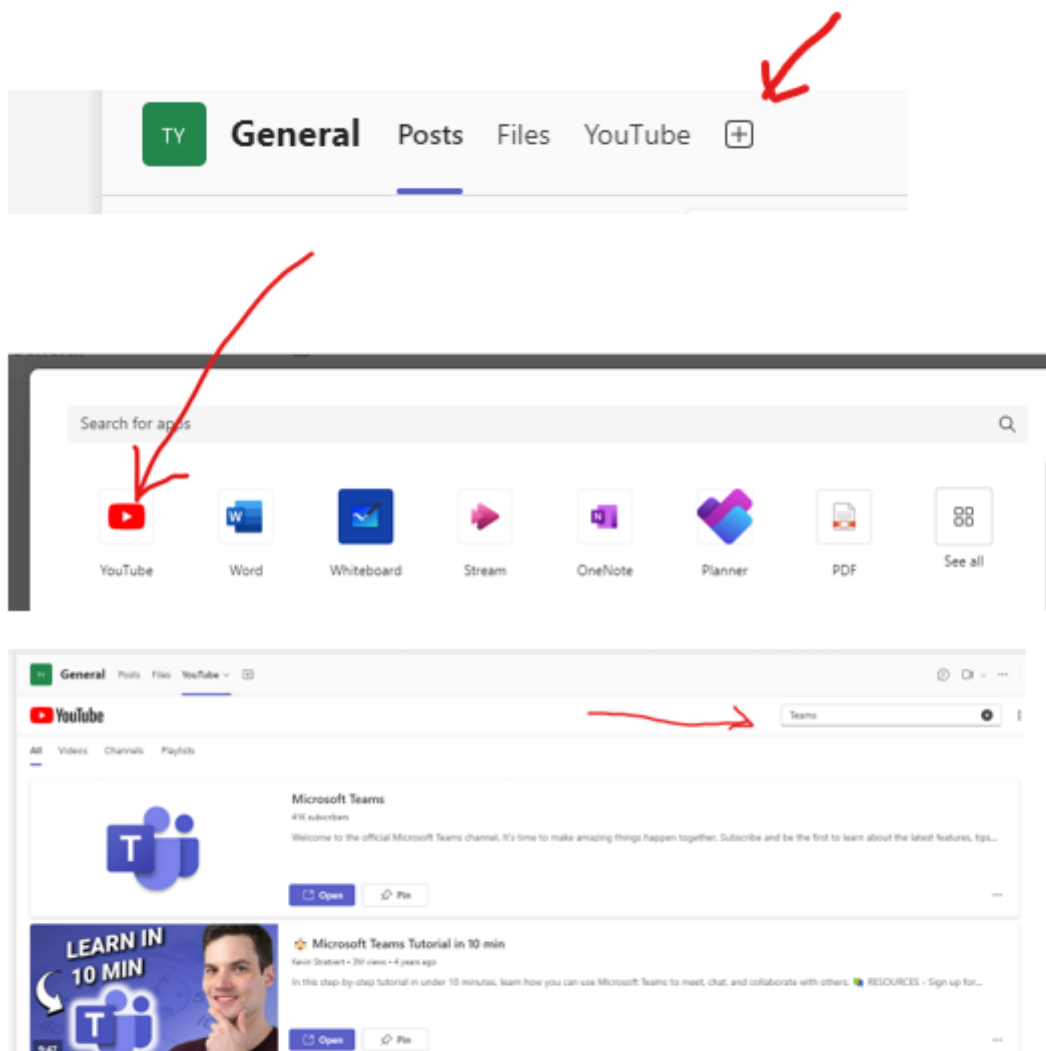 TY General Posts Files YouTube
Search for apps
YouTube Word Whiteboard Stream OneNote Planner PDF See all
TY General Posts Files YouTube
YouTube Teams
All Videos Channels Playlists
Microsoft Teams
41K subscribers
Welcome to the official Microsoft Teams channel. It's time to make amazing things happen together. Subscribe and be the first to learn about the latest features, tips...
T
Open Pin
LEARN IN
10 MIN
Microsoft Teams Tutorial in 10 min
Kevin Stratvert • 3M views • 4 years ago
In this step-by-step tutorial in under 10 minutes, learn how you can use Microsoft Teams to meet, chat, and collaborate with others. RESOURCES - Sign up for...
T
9:47
Open Pin